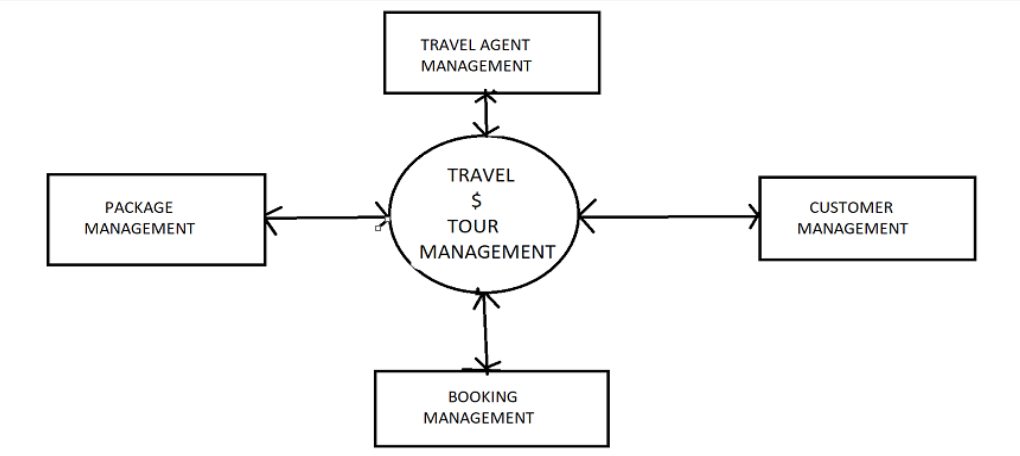 TRAVEL AGENT
MANAGEMENT
TRAVEL
$
TOUR
MANAGEMENT
PACKAGE
MANAGEMENT
CUSTOMER
MANAGEMENT
BOOKING
MANAGEMENT